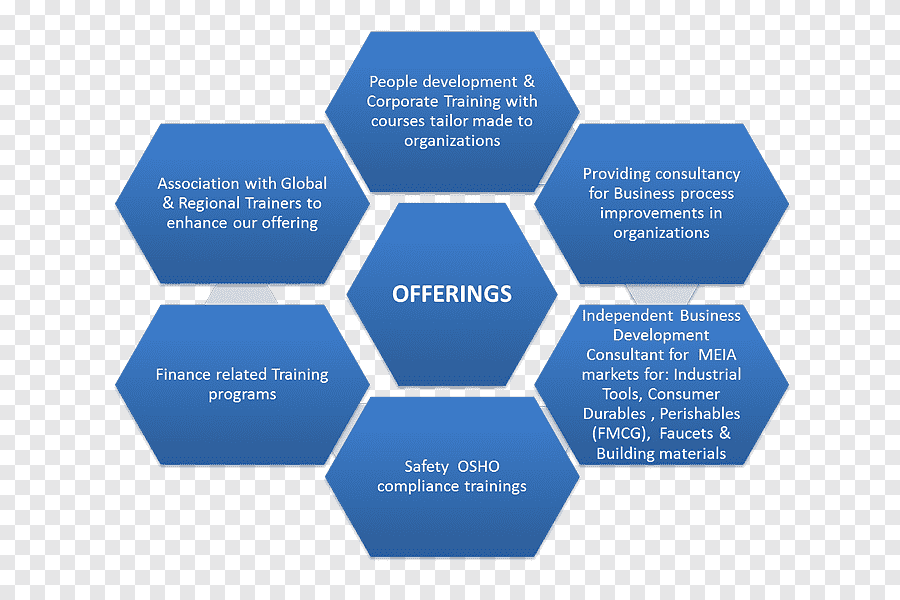 People development &
Corporate Training with
courses tailor made to
organizations
Association with Global
& Regional Trainers to
enhance our offering
Providing consultancy
for Business process
improvements in
organizations
OFFERINGS
Finance related Training
programs
Independent Business
Development
Consultant for MEIA
markets for: Industrial
Tools, Consumer
Durables , Perishables
(FMCG), Faucets &
Building materials
Safety OSHO
compliance trainings